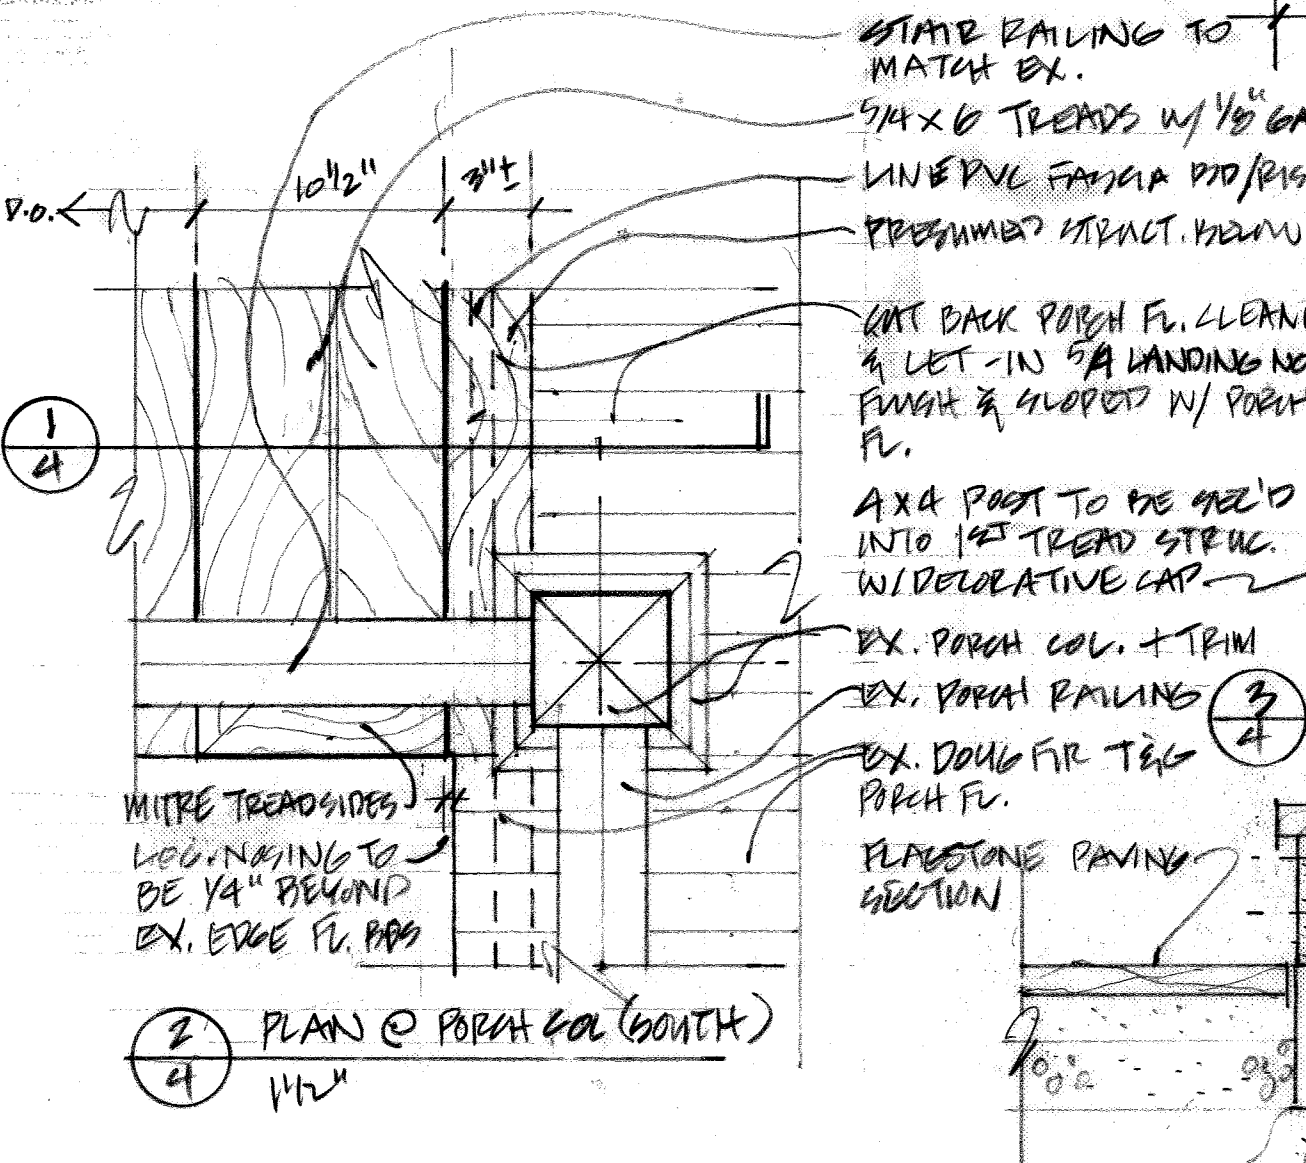 STAIR RAILING TO
MATCH EX.
5/4 x 6 TREADS W/ 1/8" GA
LINE PVC FASCIA BD/RIS
PRESUMED STRUCT. BELOW
CUT BACK PORCH FL. CLEAN
& LET-IN 5/4 LANDING NO
FLUSH & SLOPED W/ PORCH
FL.
4x4 POST TO BE SEC'D
INTO 1ST TREAD STRUC.
W/ DECORATIVE CAP.
EX. PORCH COL. + TRIM
EX. PORCH RAILING
EX. DOUG FIR T&G
PORCH FL.
FLAGSTONE PAVING
SECTION
10 1/2"
3" ±
D.O.
1
4
3
4
MITRE TREAD SIDES
LOC. NOSING TO
BE 1/4" BEYOND
EX. EDGE FL. BDS
2
4
PLAN @ PORCH COL (SOUTH)
1 1/2"